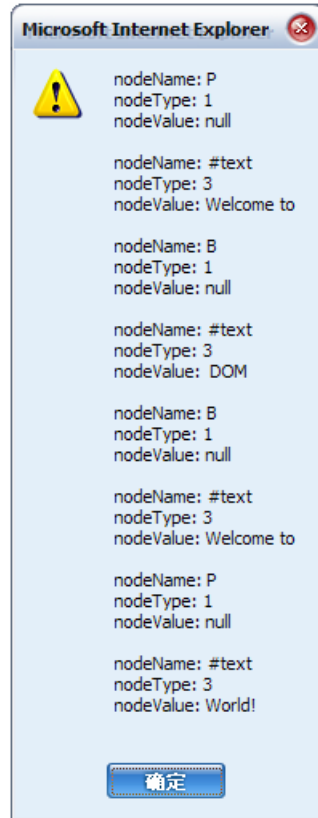 Microsoft Internet Explorer
nodeName: P
nodeType: 1
nodeValue: null
nodeName: #text
nodeType: 3
nodeValue: Welcome to
nodeName: B
nodeType: 1
nodeValue: null
nodeName: #text
nodeType: 3
nodeValue:  DOM
nodeName: B
nodeType: 1
nodeValue: null
nodeName: #text
nodeType: 3
nodeValue: Welcome to
nodeName: P
nodeType: 1
nodeValue: null
nodeName: #text
nodeType: 3
nodeValue: World!
确定